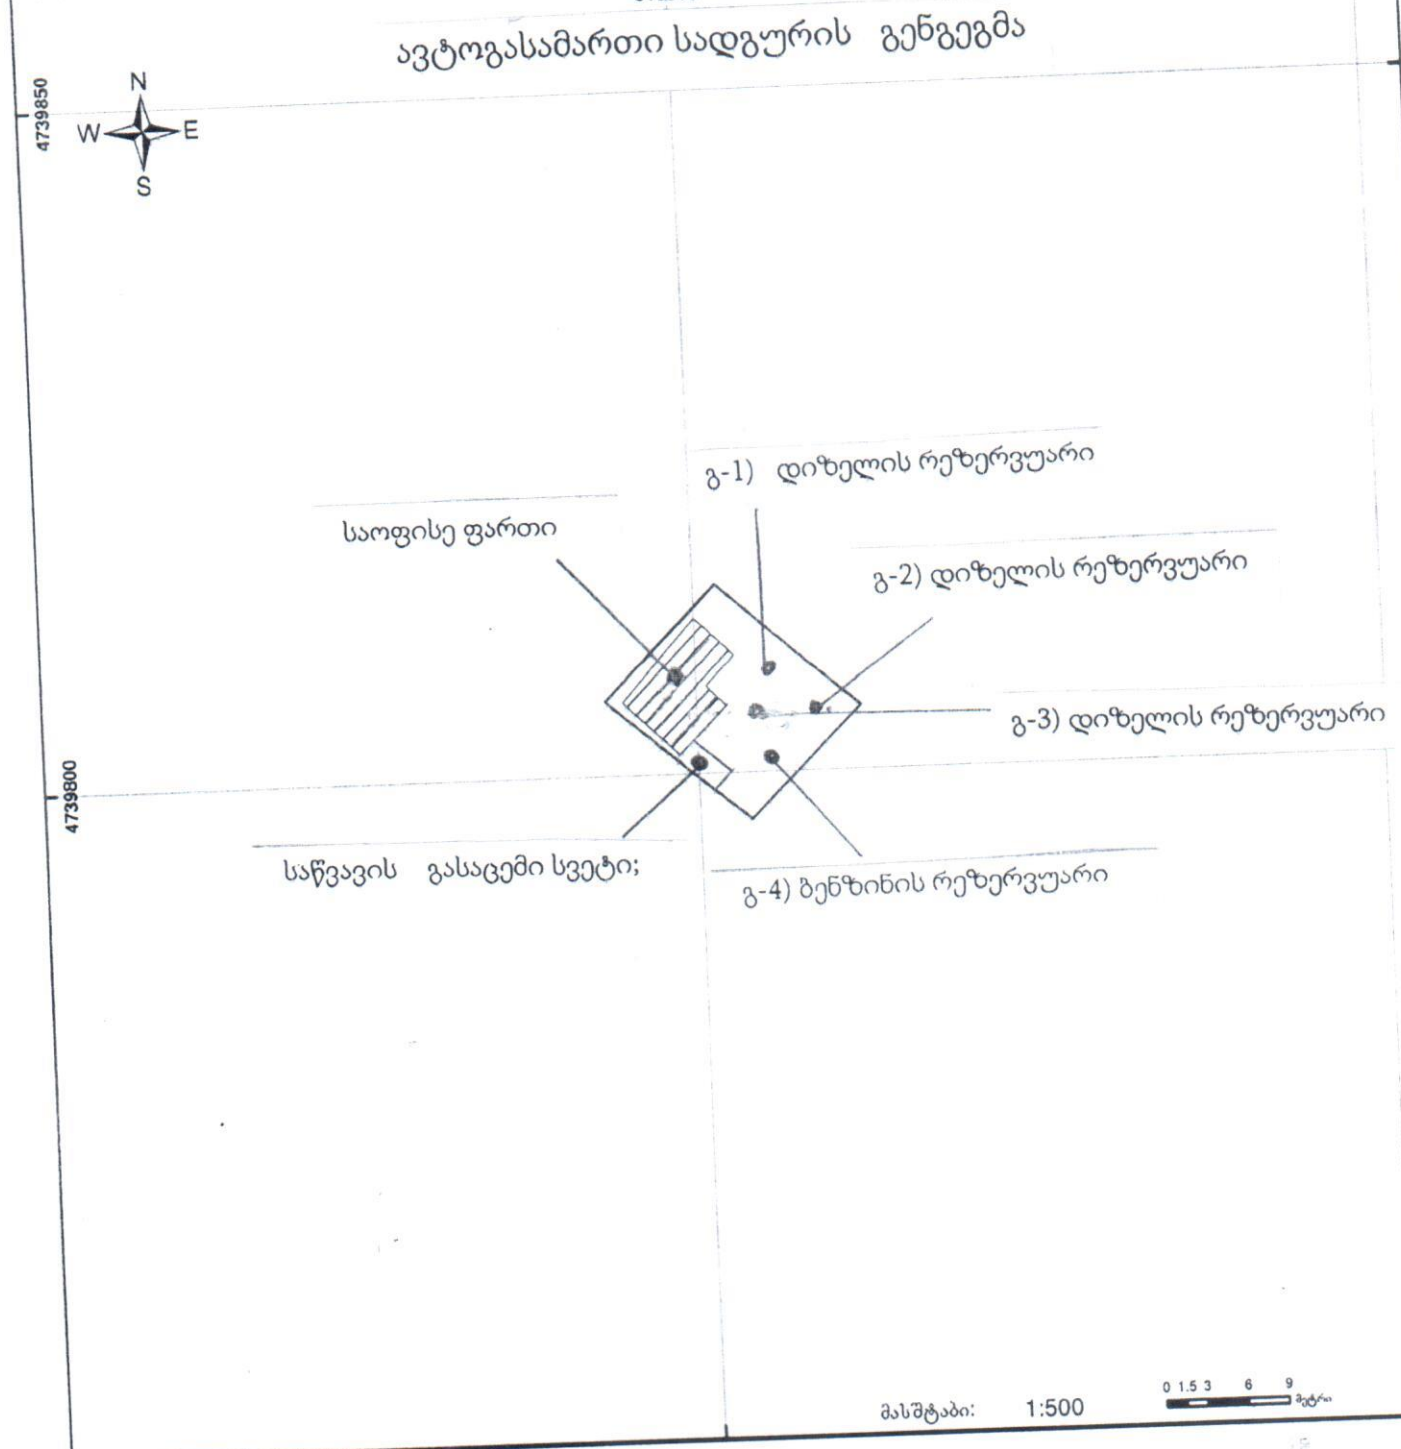 ავტოგასამართი სადგურის გენგეგმა
4739850
N
W E
S
გ-1) დიზელის რეზერვუარი
საოფისე ფართი
გ-2) დიზელის რეზერვუარი
გ-3) დიზელის რეზერვუარი
4739800
საწვავის გასაცემი სვეტი;
გ-4) ბენზინის რეზერვუარი
მასშტაბი: 1:500
0 1.5 3 6 9
მეტრი